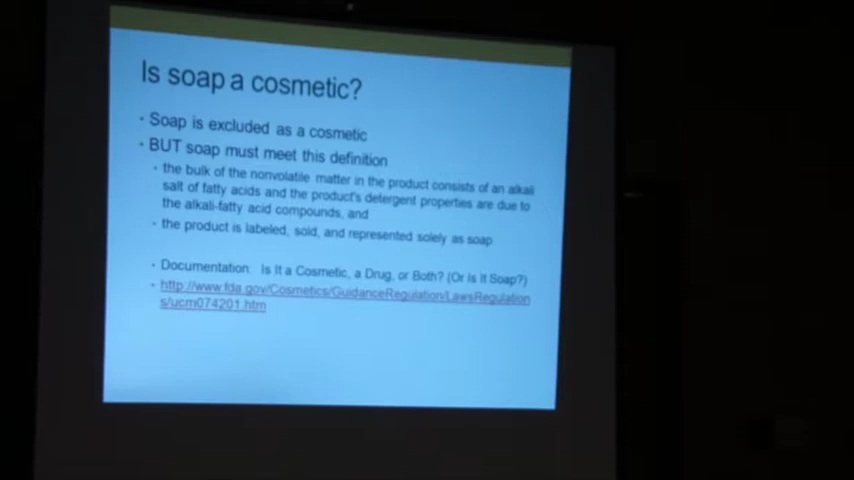 Is soap a cosmetic?
• Soap is excluded as a cosmetic
• BUT soap must meet this definition
• the bulk of the nonvolatile matter in the product consists of an alkali
salt of fatty acids and the product's detergent properties are due to
the alkali-fatty acid compounds, and
• the product is labeled, sold, and represented solely as soap
• Documentation: Is It a Cosmetic, a Drug, or Both? (Or Is It Soap?)
• http://www.fda.gov/Cosmetics/GuidanceRegulation/LawsRegulation
s/ucm074201.htm